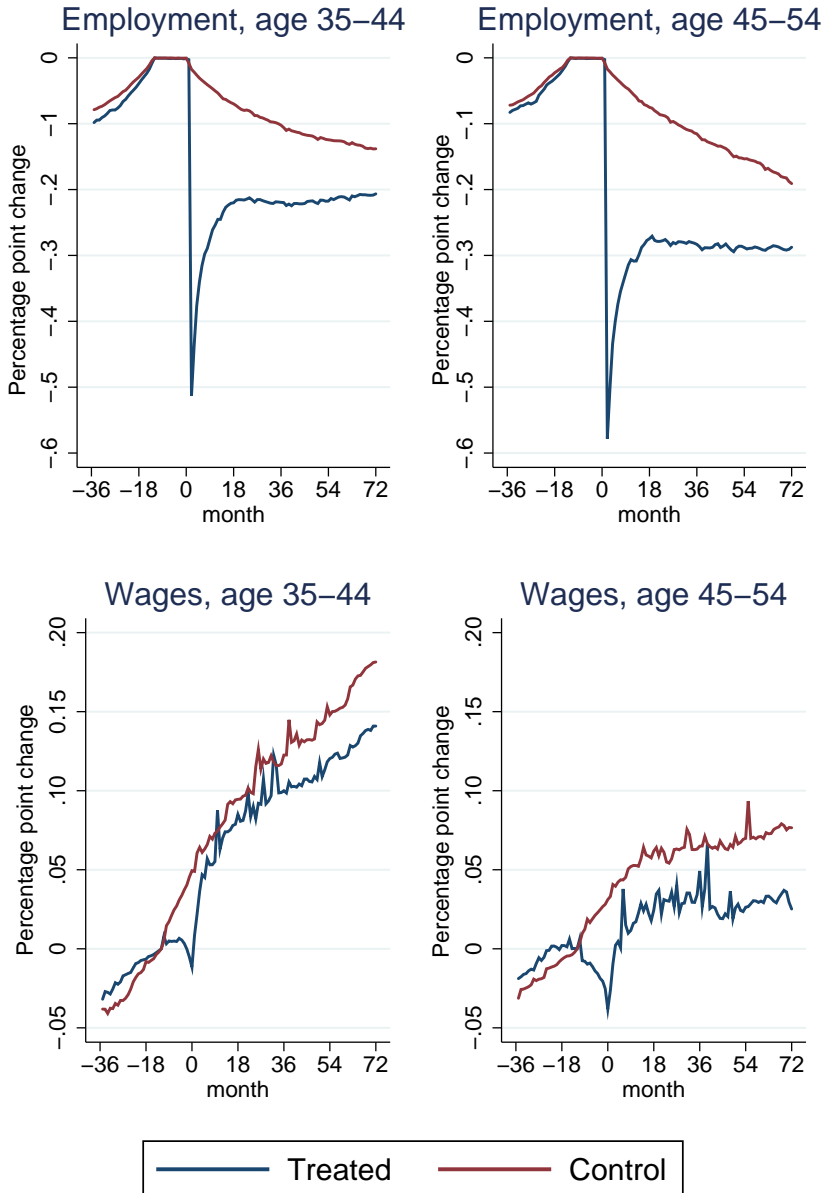 Employment, age 35−44
Percentage point change
0
−.1
−.2
−.3
−.4
−.5
−.6
−36 −18 0 18 36 54 72
month
Employment, age 45−54
Percentage point change
0
−.1
−.2
−.3
−.4
−.5
−.6
−36 −18 0 18 36 54 72
month
Wages, age 35−44
Percentage point change
.20
0.15
.10
.05
0
−.05
−36 −18 0 18 36 54 72
month
Wages, age 45−54
Percentage point change
.20
.15
.10
.05
0
−.05
−36 −18 0 18 36 54 72
month
Treated Control